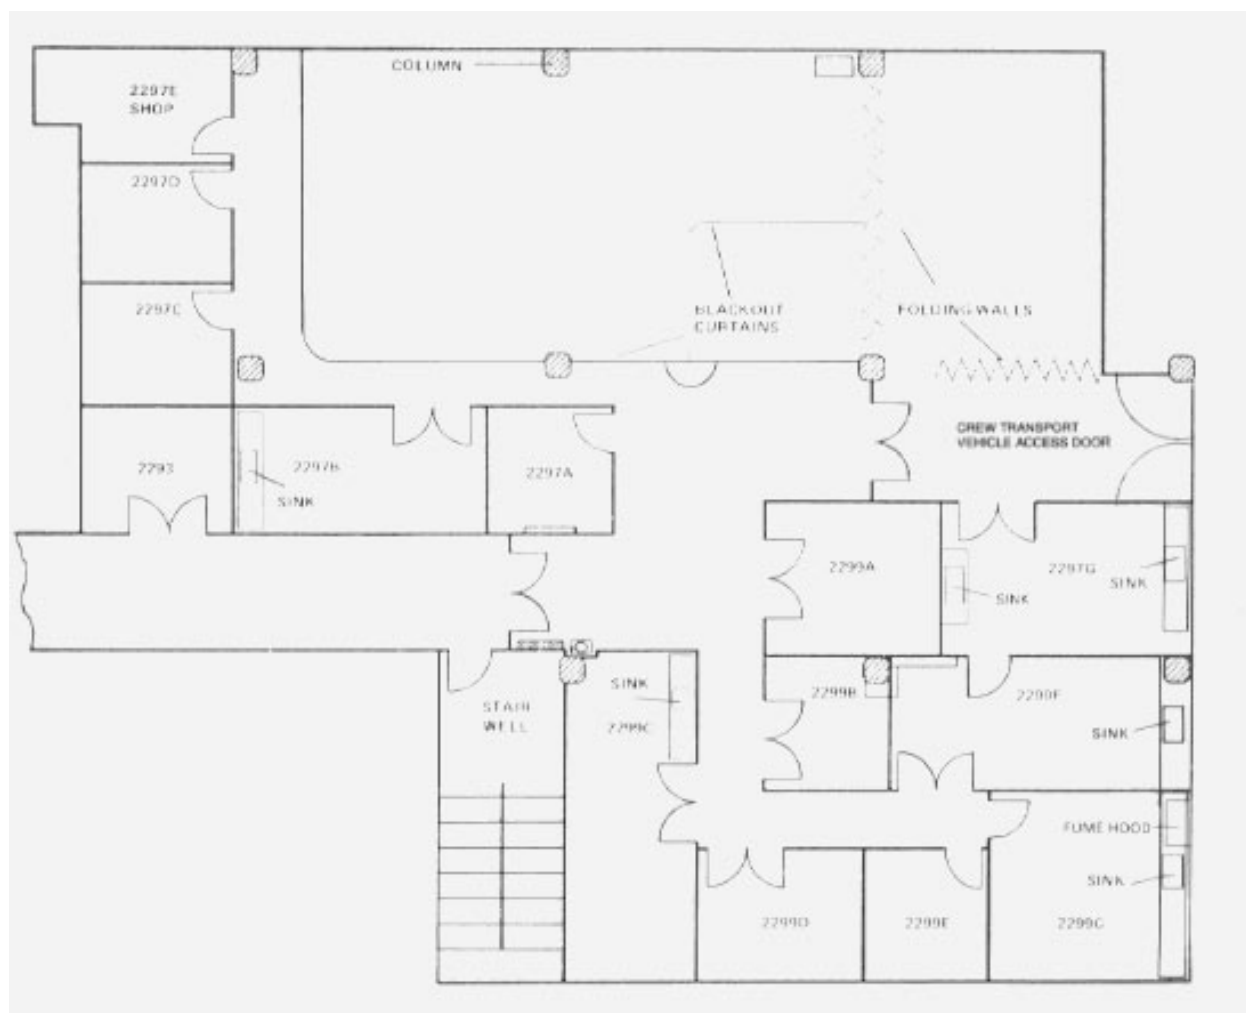 COLUMN
2297E
SHOP
2297D
2297C
BLACKOUT
CURTAINS
FOLDING WALLS
CREW TRANSPORT
VEHICLE ACCESS DOOR
2293
2297B
SINK
2297A
2299A
2297G
SINK
SINK
SINK
2299C
STAIR
WELL
2299B
2299F
SINK
FUME HOOD
SINK
2299D
2299E
2299G